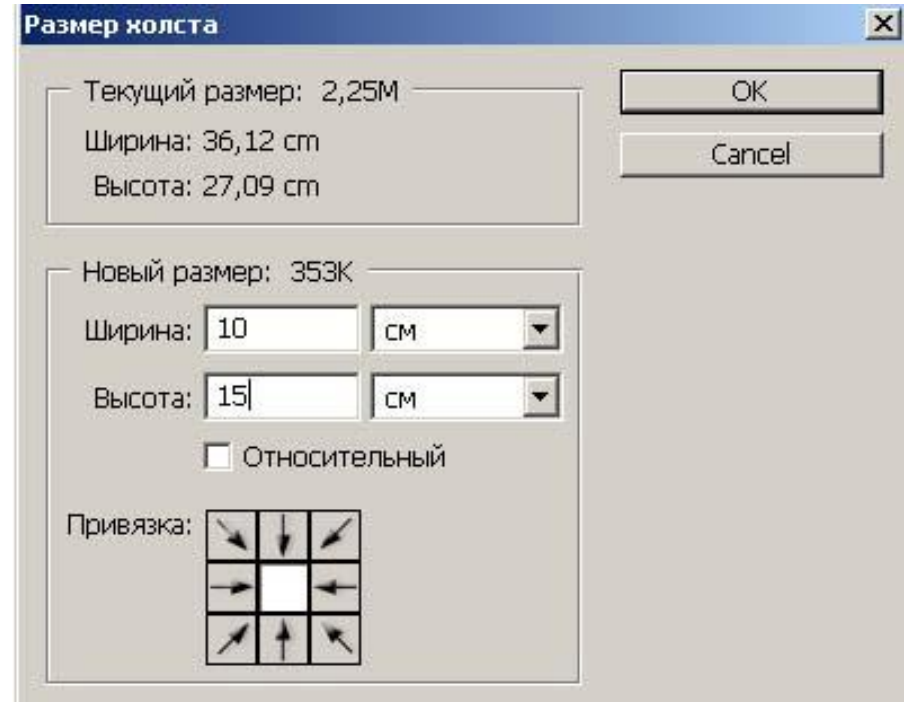 Размер холста
Текущий размер: 2,25M
OK
Ширина: 36,12 cm
Cancel
Высота: 27,09 cm
Новый размер: 353K
Ширина: 10 см
Высота: 15 см
Относительный
Привязка: